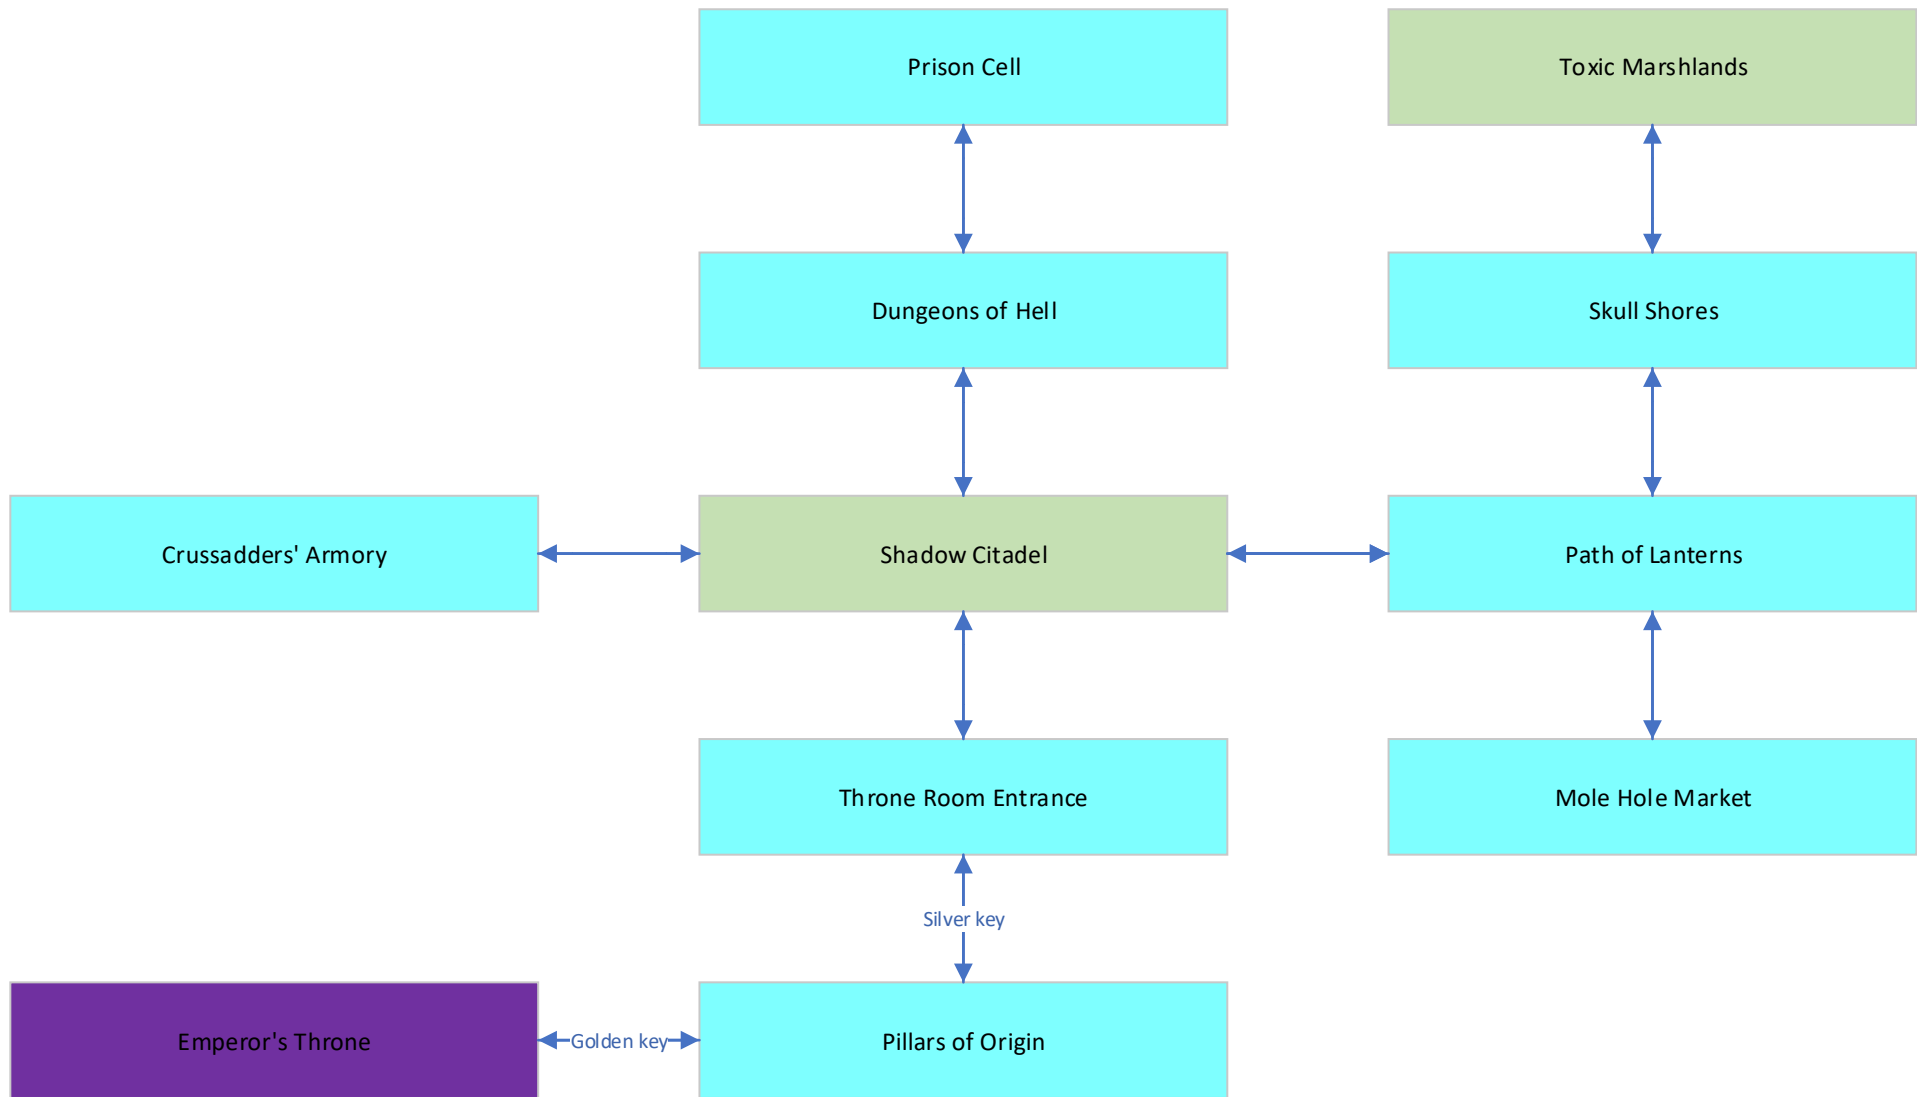 Prison Cell
Toxic Marshlands
Dungeons of Hell
Skull Shores
Crussadders' Armory
Shadow Citadel
Path of Lanterns
Throne Room Entrance
Mole Hole Market
Silver key
Emperor's Throne
Golden key
Pillars of Origin